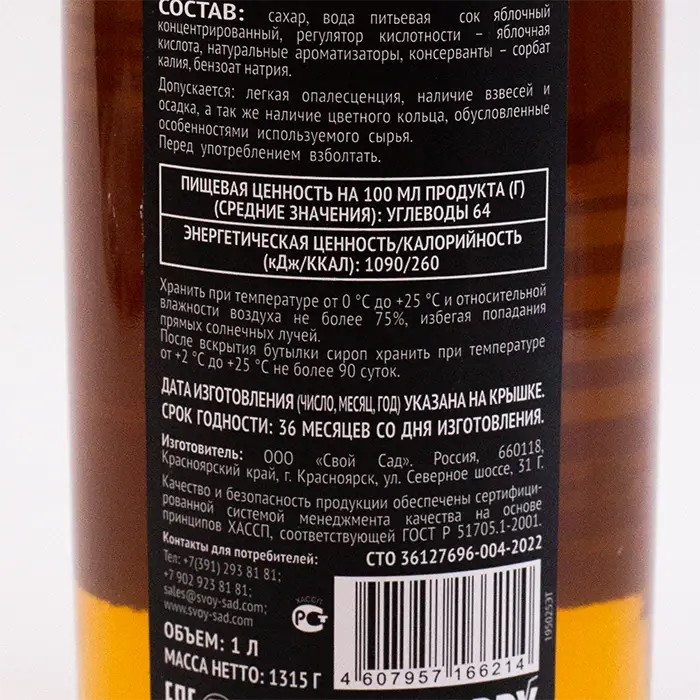 СОСТАВ: сахар, вода питьевая сок яблочный
концентрированный, регулятор кислотности – яблочная
кислота, натуральные ароматизаторы, консерванты – сорбат
калия, бензоат натрия.
Допускается: легкая опалесценция, наличие взвесей и
осадка, а так же наличие цветного кольца, обусловленные
особенностями используемого сырья.
Перед употреблением взболтать.
ПИЩЕВАЯ ЦЕННОСТЬ НА 100 МЛ ПРОДУКТА (Г)
(СРЕДНИЕ ЗНАЧЕНИЯ): УГЛЕВОДЫ 64
ЭНЕРГЕТИЧЕСКАЯ ЦЕННОСТЬ/КАЛОРИЙНОСТЬ
(кДж/ККАЛ): 1090/260
Хранить при температуре от 0 °С до +25 °С и относительной
влажности воздуха не более 75%, избегая попадания
прямых солнечных лучей.
После вскрытия бутылки сироп хранить при температуре
от +2 °С до +25 °С не более 90 суток.
ДАТА ИЗГОТОВЛЕНИЯ (ЧИСЛО, МЕСЯЦ, ГОД) УКАЗАНА НА КРЫШКЕ.
СРОК ГОДНОСТИ: 36 МЕСЯЦЕВ СО ДНЯ ИЗГОТОВЛЕНИЯ.
Изготовитель: ООО «Свой Сад». Россия, 660118,
Красноярский край, г. Красноярск, ул. Северное шоссе, 31 Г.
Качество и безопасность продукции обеспечены сертифици-
рованной системой менеджмента качества на основе
принципов ХАССП, соответствующей ГОСТ Р 51705.1-2001.
Контакты для потребителей:
СТО 36127696-004-2022
Тел: +7(391) 293 81 81;
+7 902 923 81 81;
sales@svoy-sad.com;
www.svoy-sad.com
ХАССП
РСТ
ОБЪЕМ: 1 Л
МАССА НЕТТО: 1315 Г
4 607957 166214
1950253Т